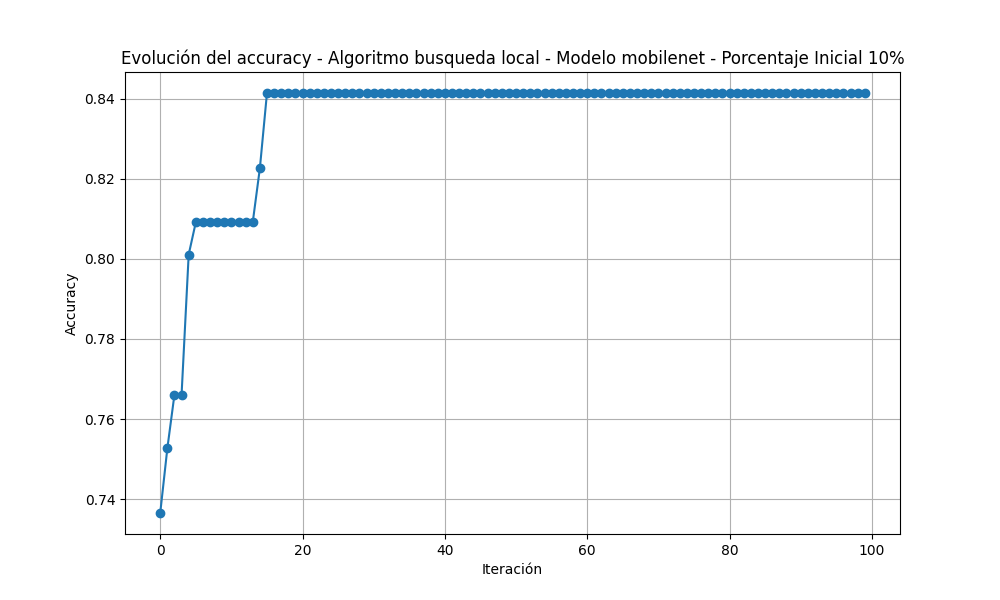 Evolución del accuracy - Algoritmo busqueda local - Modelo mobilenet - Porcentaje Inicial 10%
0.84
0.82
0.80
0.78
0.76
0.74
Accuracy
0 20 40 60 80 100
Iteración